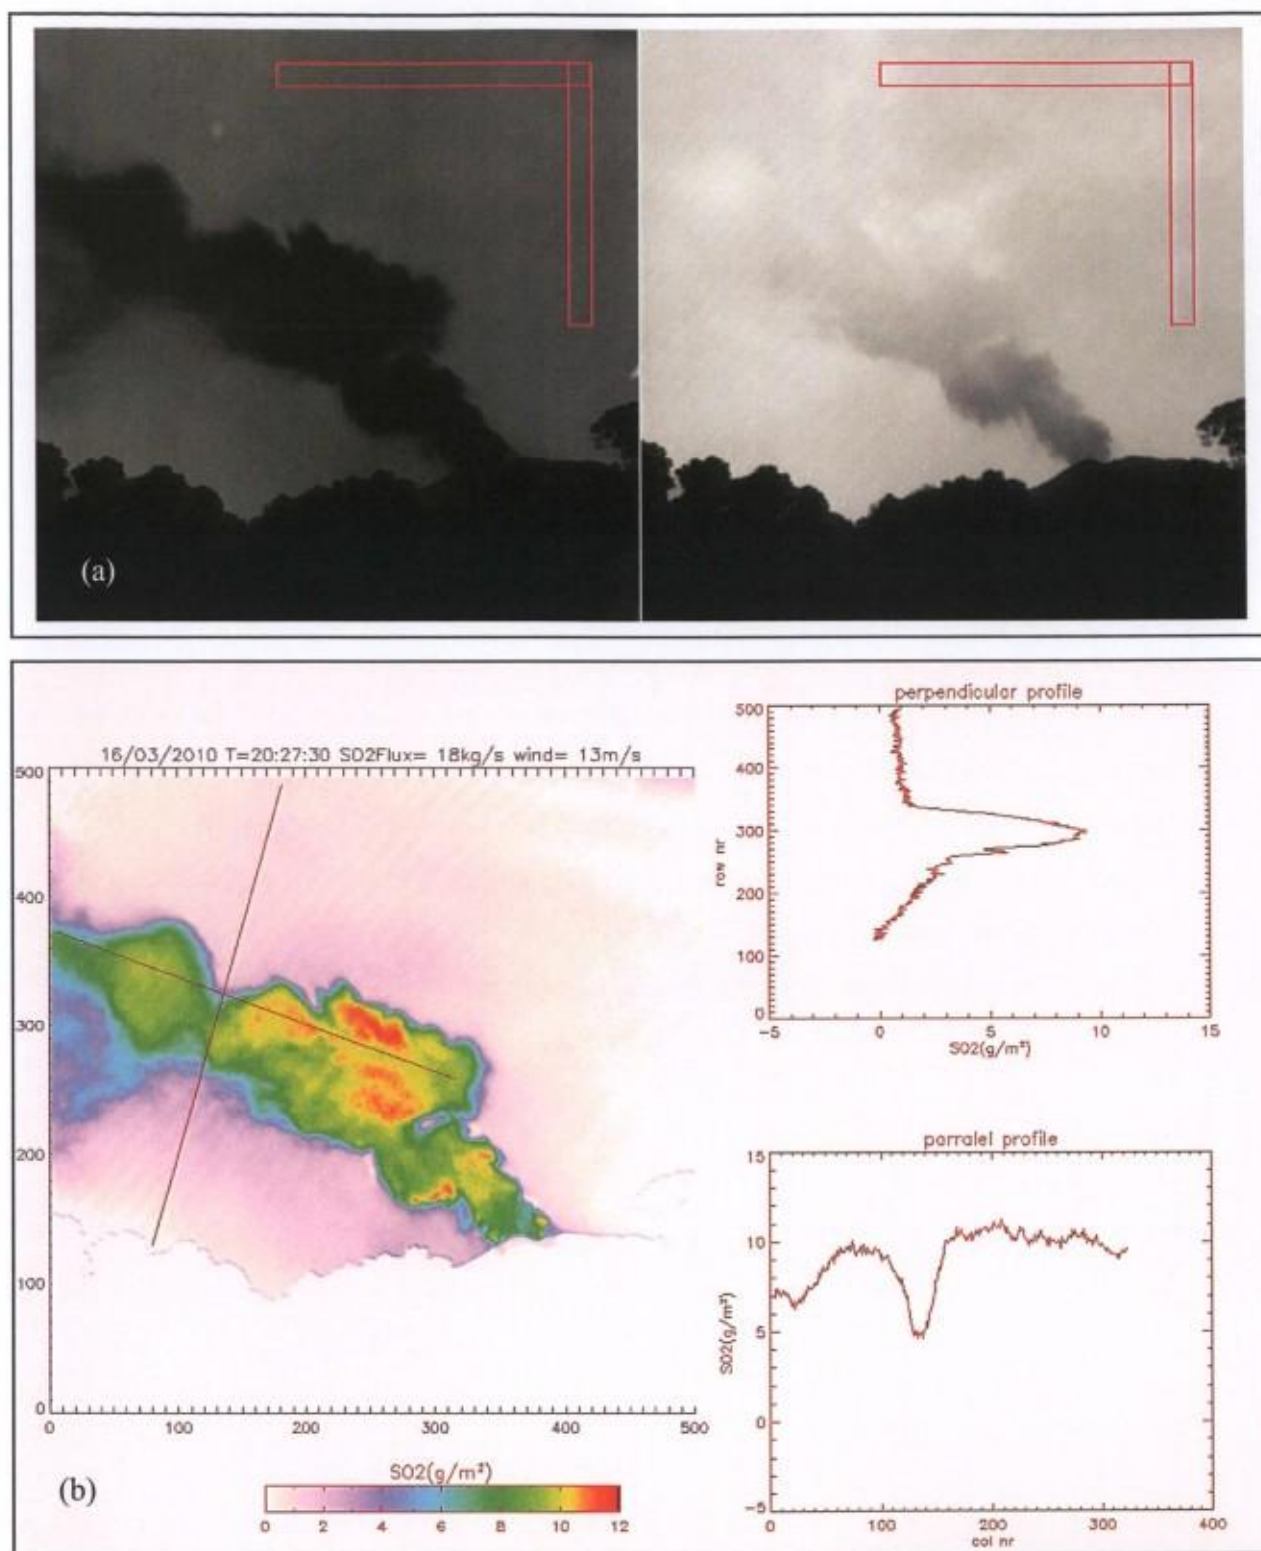 (a)
perpendicular profile
500
400
300
200
100
0
row nr
-5 0 5 10 15
SO2(g/m²)
16/03/2010 T=20:27:30 SO2Flux= 18kg/s wind= 13m/s
500
400
300
200
100
0
0 100 200 300 400 500
SO2(g/m²)
0 2 4 6 8 10 12
(b)
parralel profile
15
10
5
0
-5
SO2(g/m²)
0 100 200 300 400
col nr